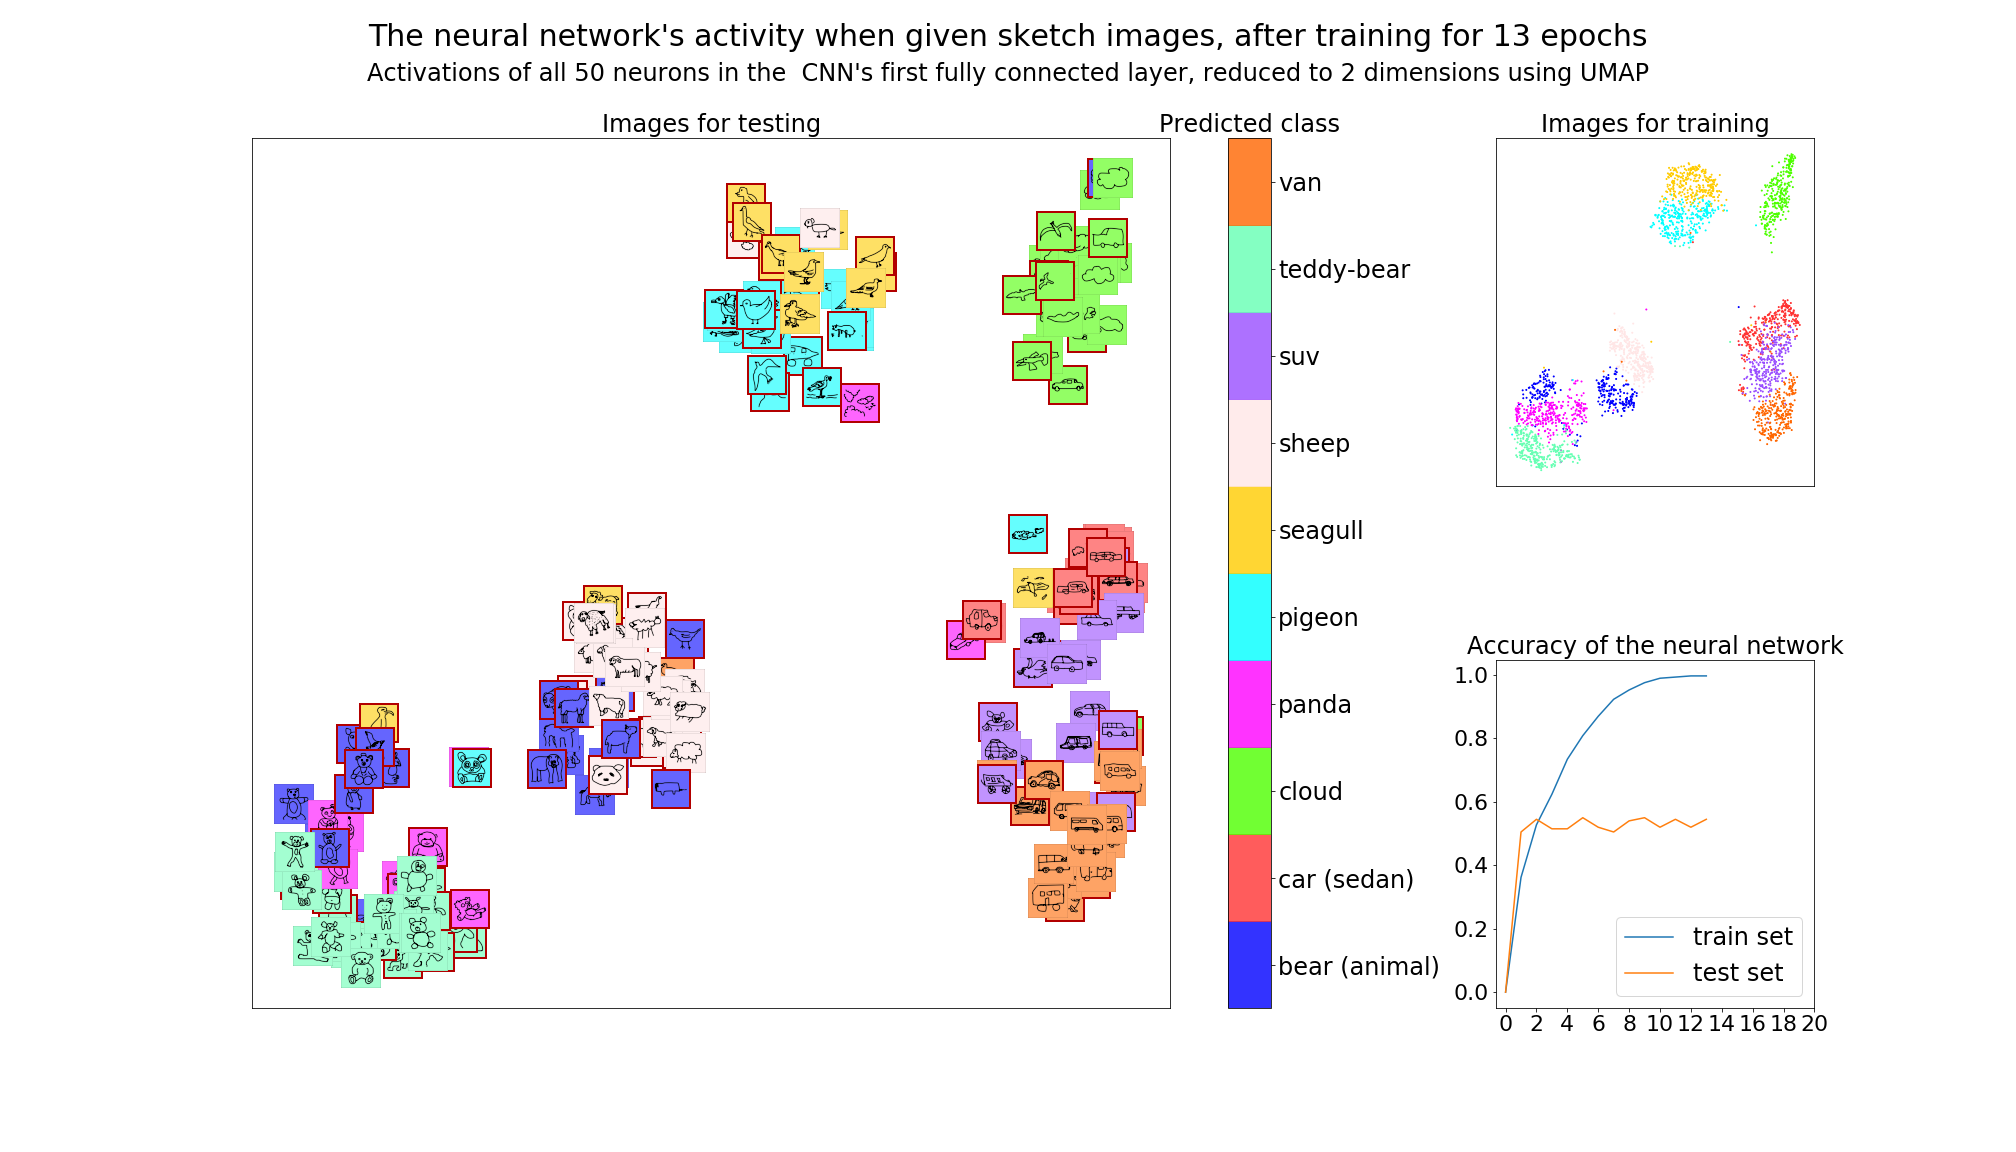 The neural network's activity when given sketch images, after training for 13 epochs
Activations of all 50 neurons in the  CNN's first fully connected layer, reduced to 2 dimensions using UMAP
Images for testing
Predicted class
van
teddy-bear
suv
sheep
seagull
pigeon
panda
cloud
car (sedan)
bear (animal)
Images for training
Accuracy of the neural network
1.0
0.8
0.6
0.4
0.2
0.0
train set
test set
0 2 4 6 8 10 12 14 16 18 20